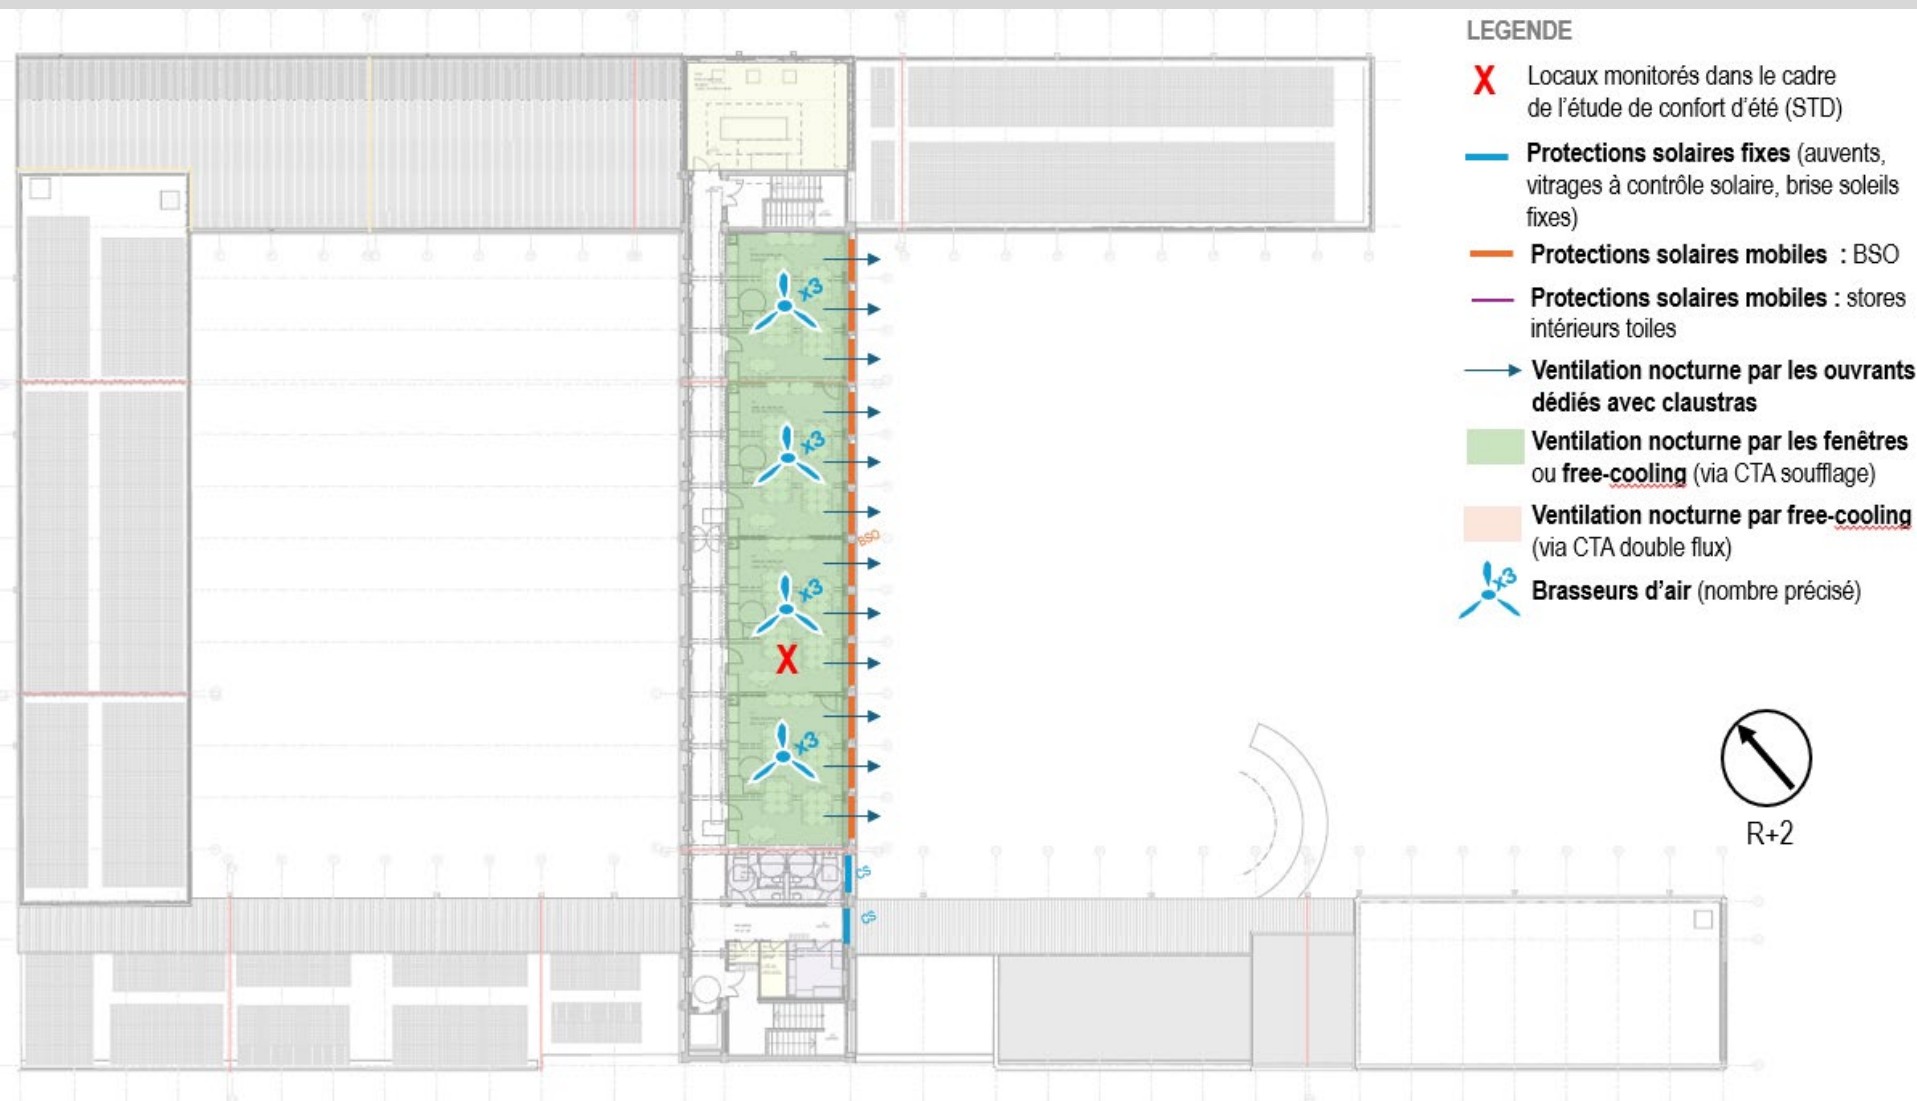 LEGENDE
X Locaux monitorés dans le cadre
de l'étude de confort d'été (STD)
Protections solaires fixes (auvents,
vitrages à contrôle solaire, brise soleils
fixes)
Protections solaires mobiles : BSO
Protections solaires mobiles : stores
intérieurs toiles
Ventilation nocturne par les ouvrants
dédiés avec claustras
Ventilation nocturne par les fenêtres
ou free-cooling (via CTA soufflage)
Ventilation nocturne par free-cooling
(via CTA double flux)
x3
Brasseurs d'air (nombre précisé)
R+2
x3
x3
BSO
x3
X
x3
CS
CS